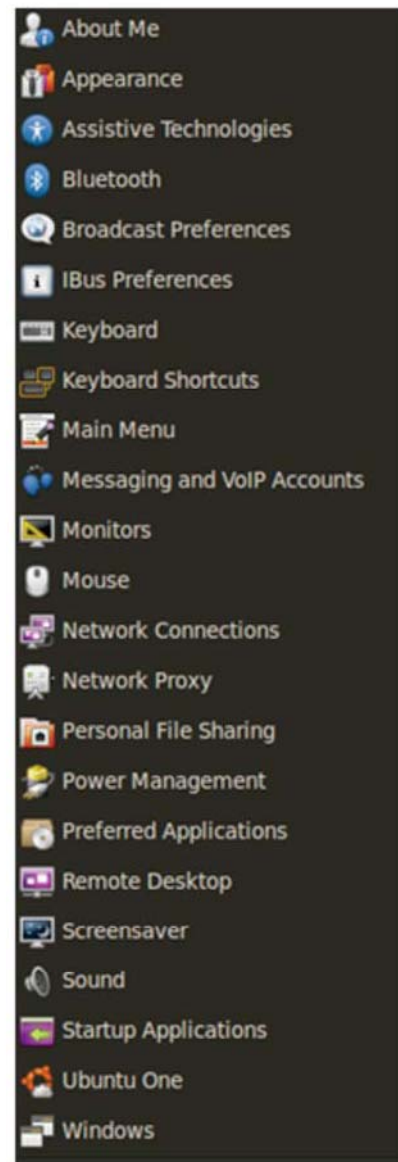 About Me
Appearance
Assistive Technologies
Bluetooth
Broadcast Preferences
IBus Preferences
Keyboard
Keyboard Shortcuts
Main Menu
Messaging and VoIP Accounts
Monitors
Mouse
Network Connections
Network Proxy
Personal File Sharing
Power Management
Preferred Applications
Remote Desktop
Screensaver
Sound
Startup Applications
Ubuntu One
Windows